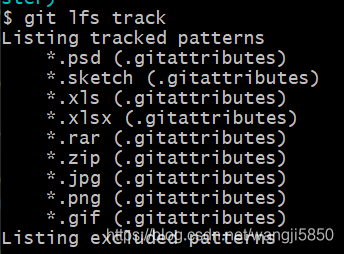 ster)
$ git lfs track
Listing tracked patterns
    *.psd (.gitattributes)
    *.sketch (.gitattributes)
    *.xls (.gitattributes)
    *.xlsx (.gitattributes)
    *.rar (.gitattributes)
    *.zip (.gitattributes)
    *.jpg (.gitattributes)
    *.png (.gitattributes)
    *.gif (.gitattributes)
Listing excluded patterns
https://blog.csdn.net/wangji5850